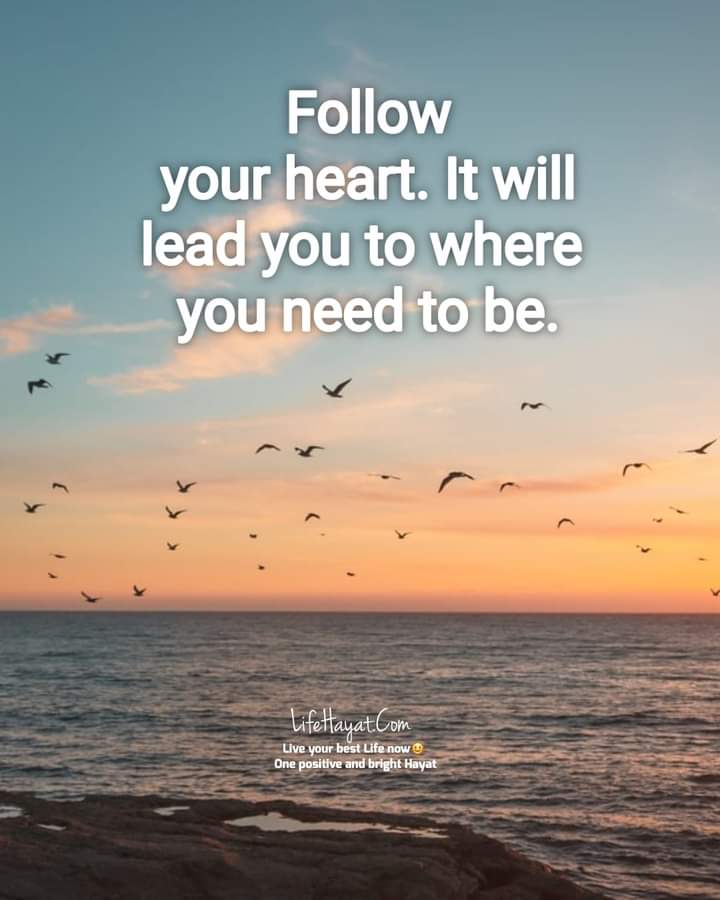 Follow
your heart. It will
lead you to where
you need to be.
LifeHayat.Com
Live your best Life now😆
One positive and bright Hayat